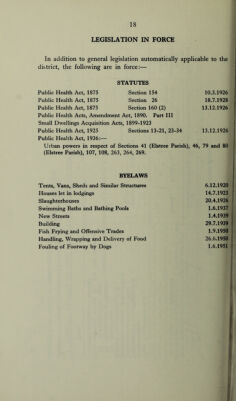 18
LEGISLATION IN FORCE
In addition to general legislation automatically applicable to the
district, the following are in force:—
STATUTES
Public Health Act, 1875 Section 154 10.3.1926
Public Health Act, 1875 Section 26 18.7.1928
Public Health Act, 1875 Section 160 (2) 13.12.1926
Public Health Acts, Amendment Act, 1890. Part III
Small Dwellings Acquisition Acts, 1899-1923
Public Health Act, 1925 Sections 13-21, 23-34 13.12.1926
Public Health Act, 1936:—
Urban powers in respect of Sections 41 (Elstree Parish), 46, 79 and 80
(Elstree Parish), 107, 108, 263, 264, 269.
BYELAWS
Tents, Vans, Sheds and Similar Structures 6.12.1920
Houses let in lodgings 14.7.1923
Slaughterhouses 20.4.1926
Swimming Baths and Bathing Pools 1.6.1937
New Streets 1.4.1939
Building 29.7.1939
Fish Frying and Offensive Trades 1.9.1950
Handling, Wrapping and Delivery of Food 26.6.1950
Fouling of Footway by Dogs 1.6.1951